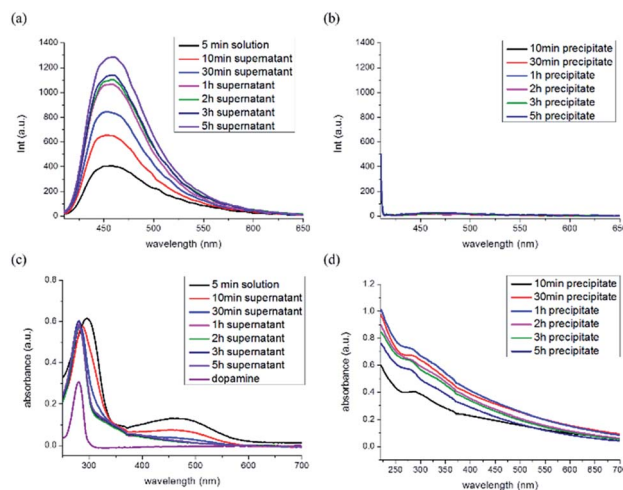 (a)
1400
1200
1000
800
600
400
200
0
Int (a.u.)
450 500 550 600 650
wavelength (nm)
5 min solution
10min supernatant
30min supernatant
1h supernatant
2h supernatant
3h supernatant
5h supernatant
(b)
1400
1200
1000
800
600
400
200
0
Int (a.u.)
450 500 550 600 650
wavelength (nm)
10min precipitate
30min precipitate
1h precipitate
2h precipitate
3h precipitate
5h precipitate
(c)
0.8
0.6
0.4
0.2
0.0
absorbance (a.u.)
300 400 500 600 700
wavelength (nm)
5 min solution
10min supernatant
30min supernatant
1h supernatant
2h supernatant
3h supernatant
5h supernatant
dopamine
(d)
1.2
1.0
0.8
0.6
0.4
0.2
0.0
absorbance (a.u.)
250 300 350 400 450 500 550 600 650 700
wavelength (nm)
10min precipitate
30min precipitate
1h precipitate
2h precipitate
3h precipitate
5h precipitate